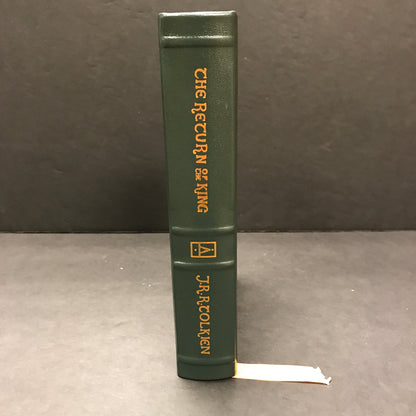 THE RETURN OF THE KING
J.R.R. TOLKIEN